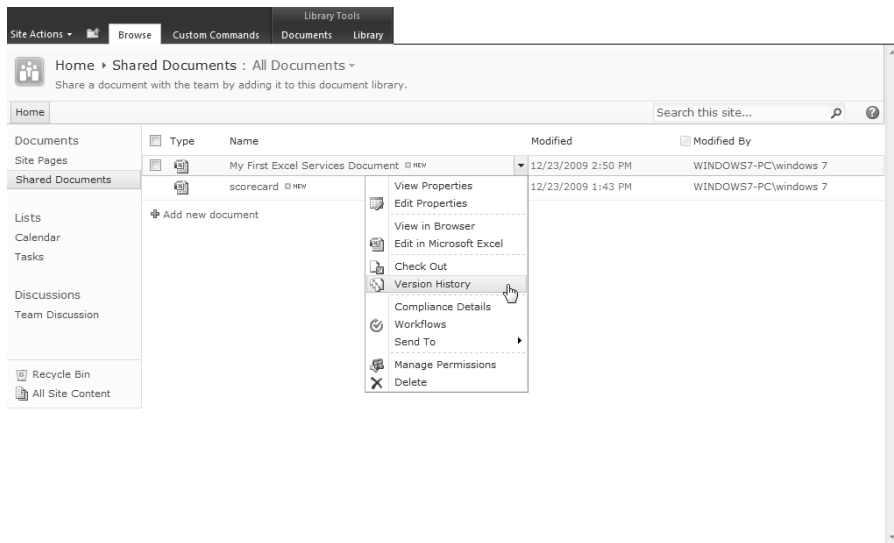 Library Tools
Site Actions Browse Custom Commands Documents Library
Home Shared Documents : All Documents
Share a document with the team by adding it to this document library.
Home Search this site...
Documents
Site Pages
Shared Documents
Lists
Calendar
Tasks
Discussions
Team Discussion
Recycle Bin
All Site Content
Type Name Modified Modified By
My First Excel Services Document NEW 12/23/2009 2:50 PM WINDOWS7-PC\windows 7
scorecard NEW 12/23/2009 1:43 PM WINDOWS7-PC\windows 7
Add new document
View Properties
Edit Properties
View in Browser
Edit in Microsoft Excel
Check Out
Version History
Compliance Details
Workflows
Send To
Manage Permissions
Delete